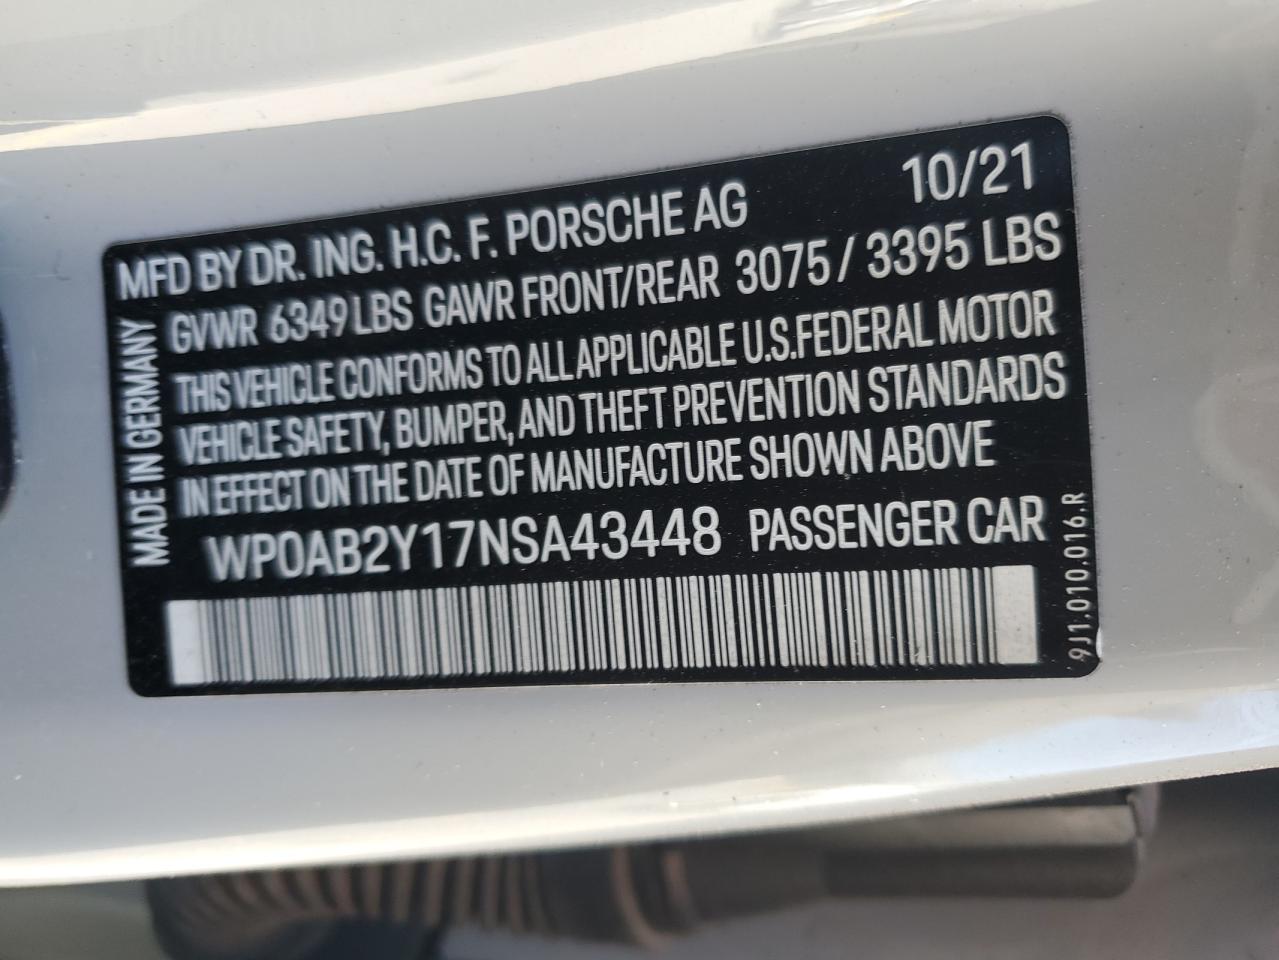 10/21
MFD BY DR. ING. H.C. F. PORSCHE AG
GVWR 6349 LBS GAWR FRONT/REAR 3075 / 3395 LBS
THIS VEHICLE CONFORMS TO ALL APPLICABLE U.S.FEDERAL MOTOR
VEHICLE SAFETY, BUMPER, AND THEFT PREVENTION STANDARDS
IN EFFECT ON THE DATE OF MANUFACTURE SHOWN ABOVE
WP0AB2Y17NSA43448 PASSENGER CAR
MADE IN GERMANY
9J1.010.016.R